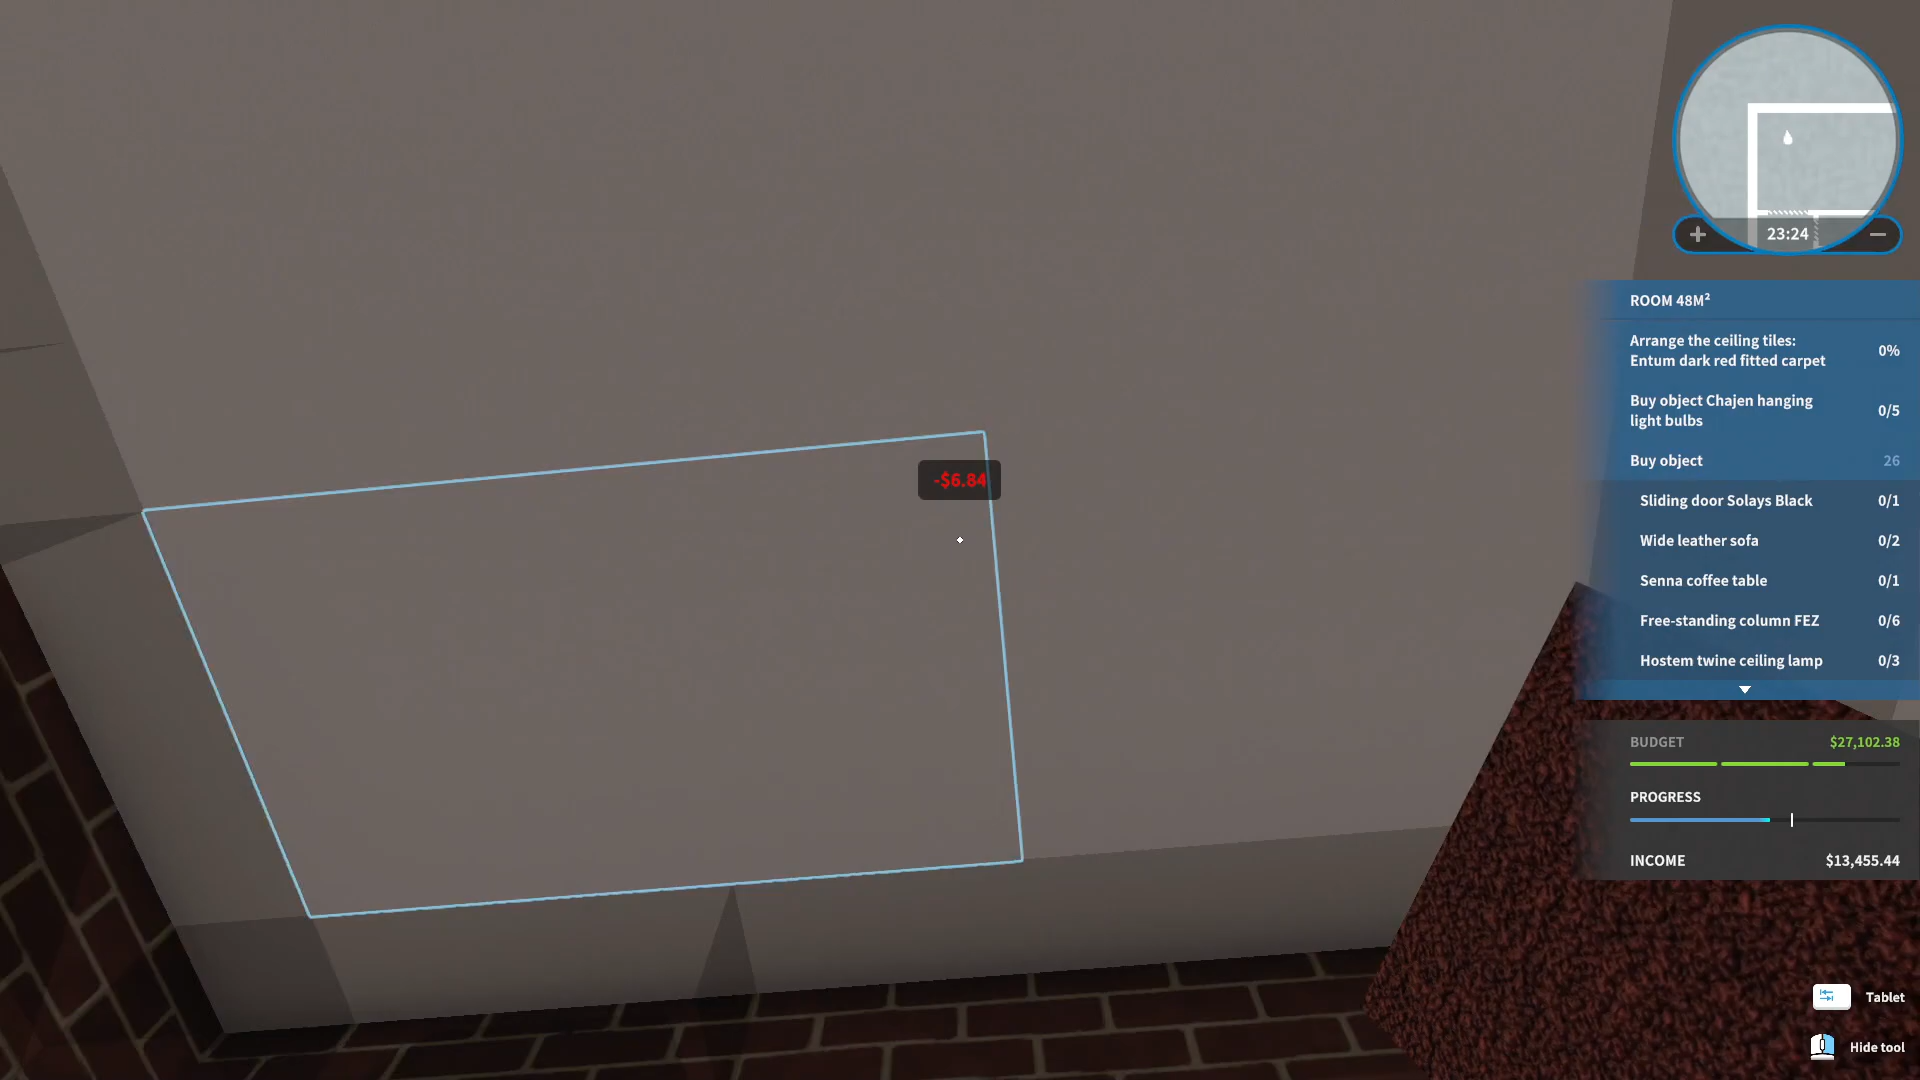 23:24
ROOM 48M²
Arrange the ceiling tiles:
Entum dark red fitted carpet
0%
Buy object Chajen hanging
light bulbs
0/5
Buy object 26
Sliding door Solays Black 0/1
Wide leather sofa 0/2
Senna coffee table 0/1
Free-standing column FEZ 0/6
Hostem twine ceiling lamp 0/3
-$6.84
BUDGET $27,102.38
PROGRESS
INCOME $13,455.44
Tablet
Hide tool